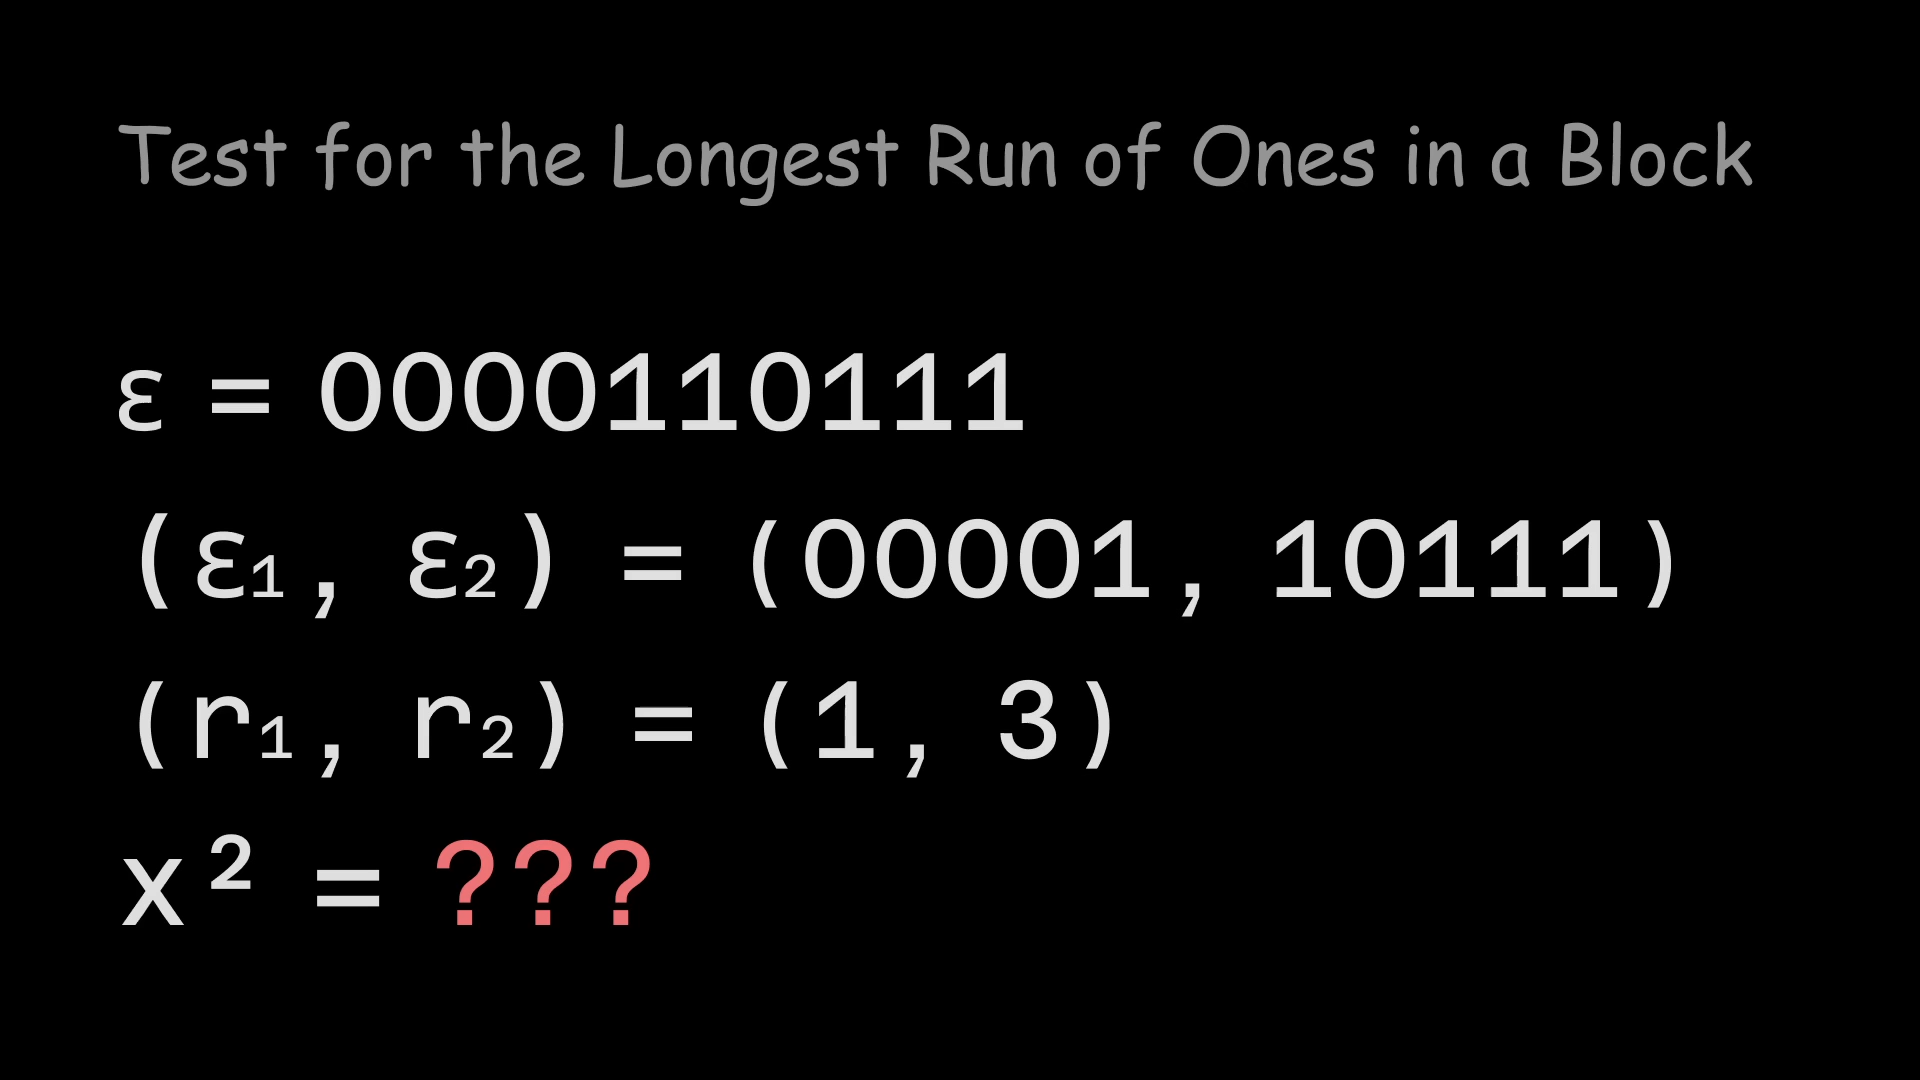 Test for the Longest Run of Ones in a Block
ε = 0000110111
(ε₁, ε₂) = (00001, 10111)
(r₁, r₂) = (1, 3)
x² = ???